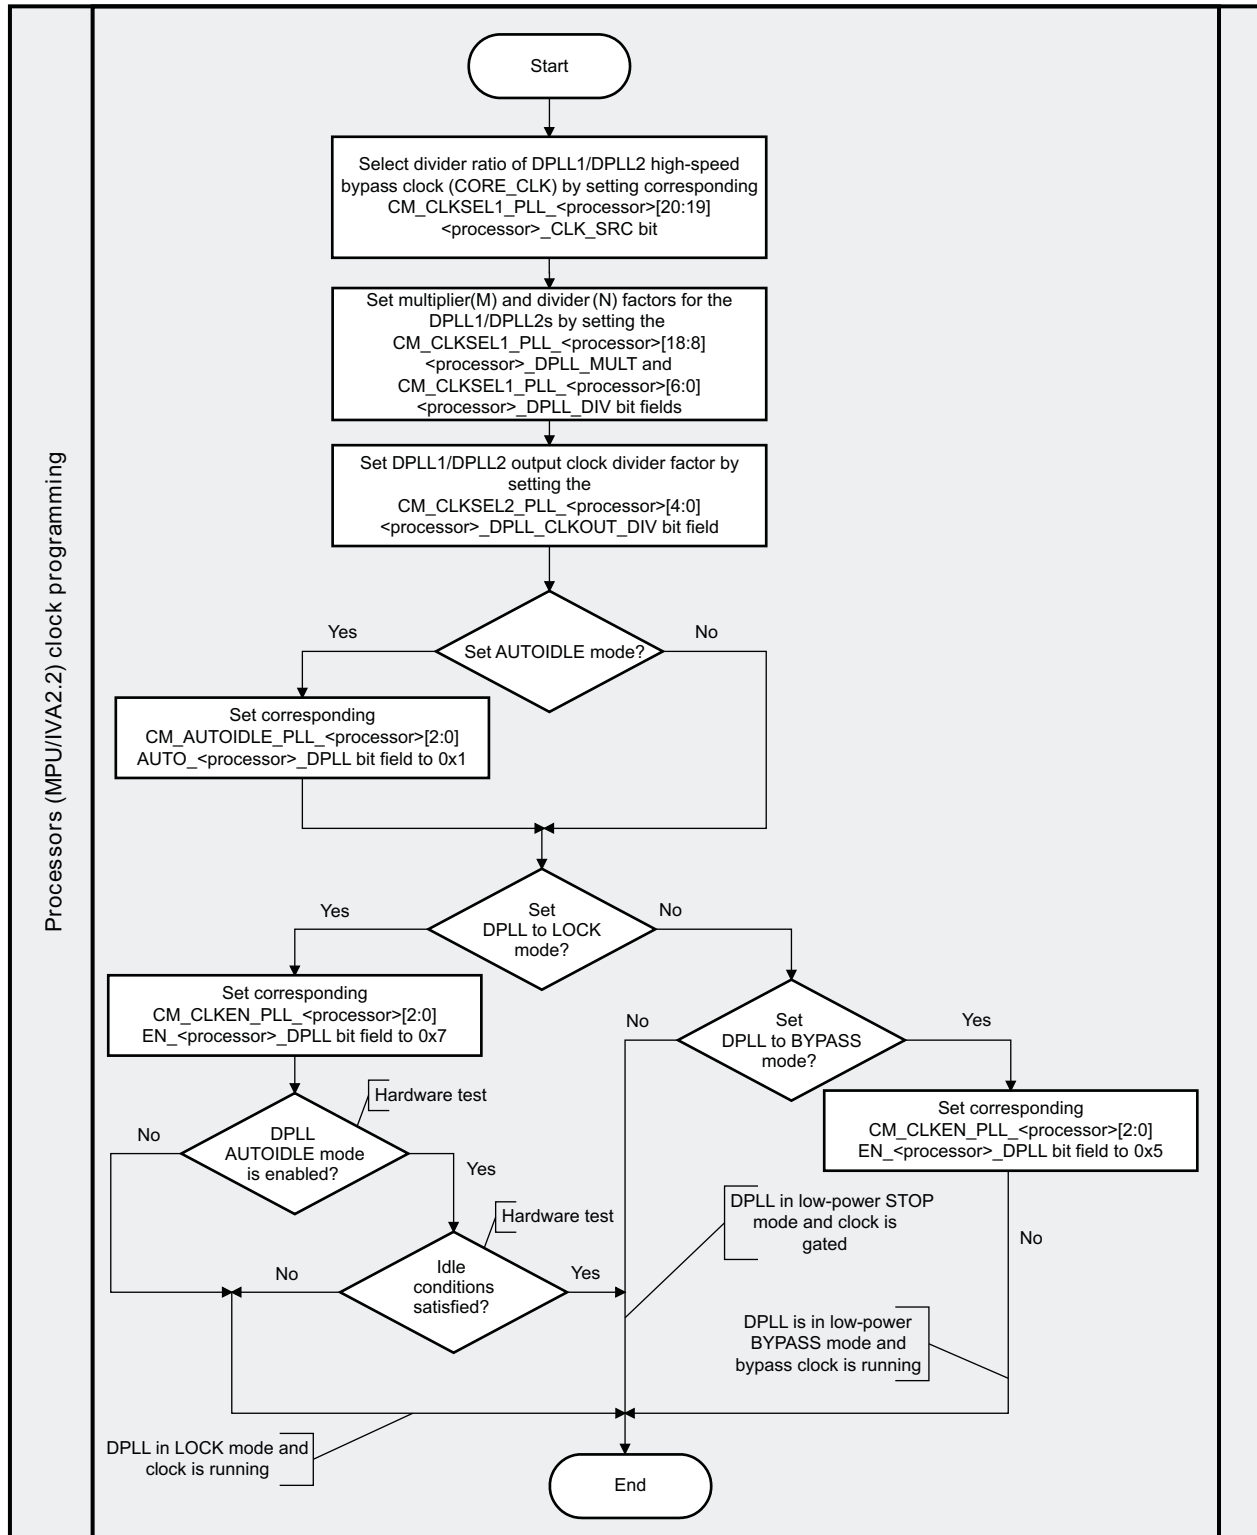 Processors (MPU/IVA2.2) clock programming
Start
Select divider ratio of DPLL1/DPLL2 high-speed
bypass clock (CORE_CLK) by setting corresponding
CM_CLKSEL1_PLL_<processor>[20:19]
<processor>_CLK_SRC bit
Set multiplier(M) and divider (N) factors for the
DPLL1/DPLL2s by setting the
CM_CLKSEL1_PLL_<processor>[18:8]
<processor>_DPLL_MULT and
CM_CLKSEL1_PLL_<processor>[6:0]
<processor>_DPLL_DIV bit fields
Set DPLL1/DPLL2 output clock divider factor by
setting the
CM_CLKSEL2_PLL_<processor>[4:0]
<processor>_DPLL_CLKOUT_DIV bit field
Yes
No
Set AUTOIDLE mode?
Set corresponding
CM_AUTOIDLE_PLL_<processor>[2:0]
AUTO_<processor>_DPLL bit field to 0x1
Yes
No
Set
DPLL to LOCK
mode?
Set corresponding
CM_CLKEN_PLL_<processor>[2:0]
EN_<processor>_DPLL bit field to 0x7
No
Yes
Set
DPLL to BYPASS
mode?
Set corresponding
CM_CLKEN_PLL_<processor>[2:0]
EN_<processor>_DPLL bit field to 0x5
Hardware test
No
DPLL
AUTOIDLE mode
is enabled?
Yes
Hardware test
DPLL in low-power STOP
mode and clock is
gated
No
No
Idle
conditions
satisfied?
Yes
DPLL is in low-power
BYPASS mode and
bypass clock is running
DPLL in LOCK mode and
clock is running
End